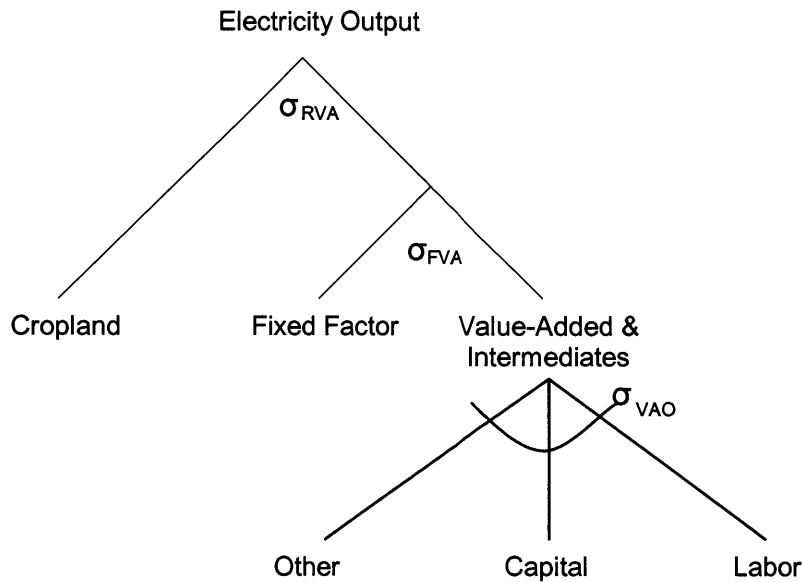 Electricity Output
σRVA
σFVA
Cropland
Fixed Factor
Value-Added &
Intermediates
σVAO
Other
Capital
Labor